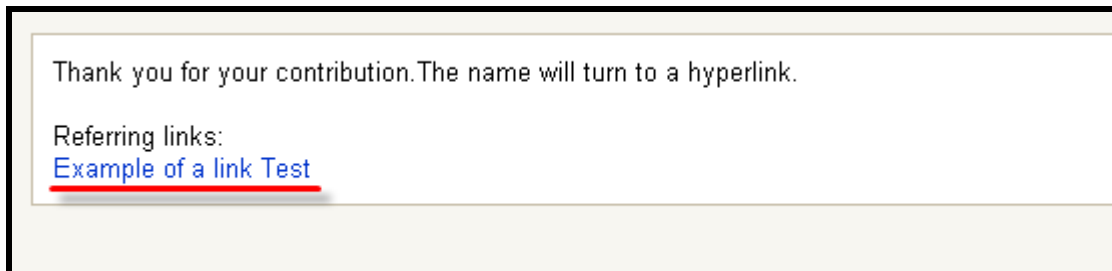 Thank you for your contribution.The name will turn to a hyperlink.
Referring links:
Example of a link Test